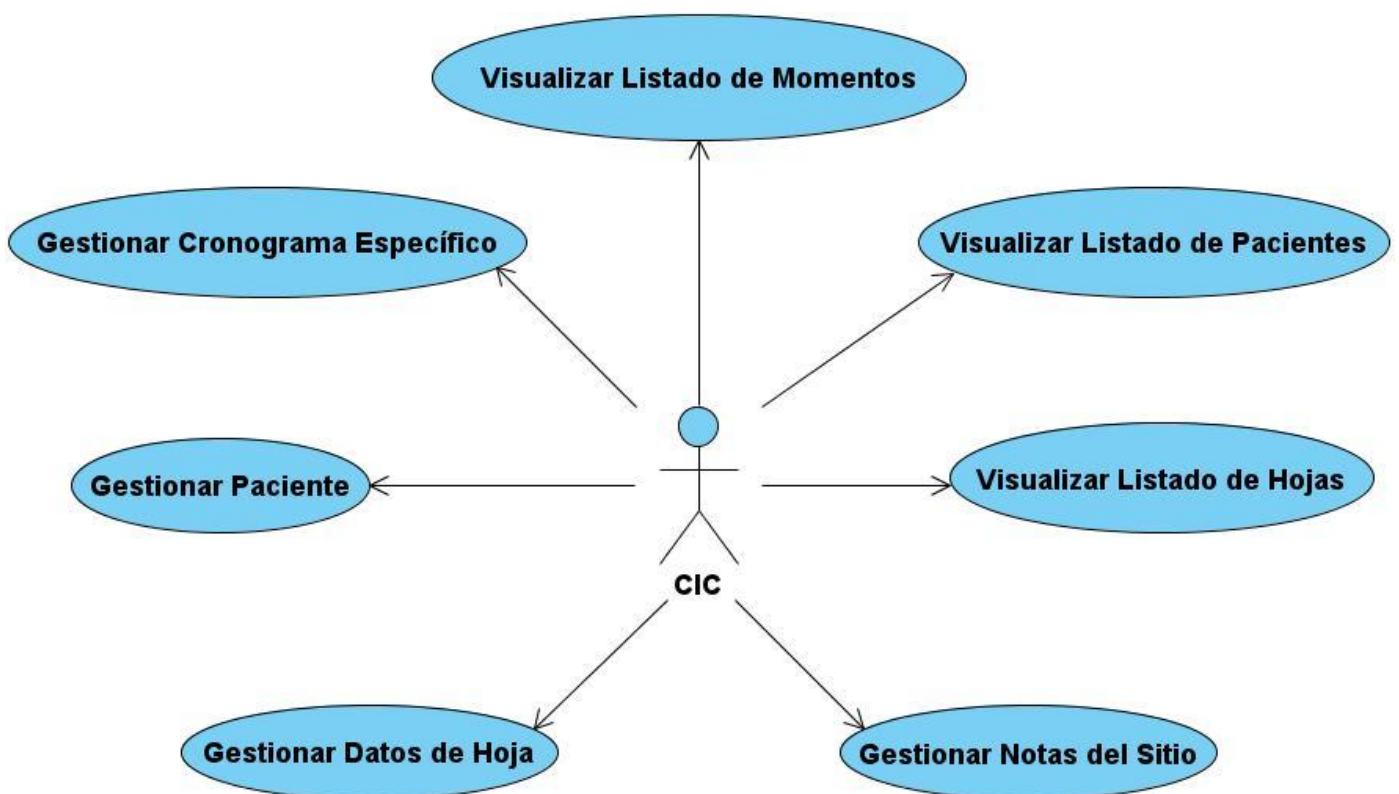 Visualizar Listado de Momentos
Gestionar Cronograma Específico
Visualizar Listado de Pacientes
Gestionar Paciente
Visualizar Listado de Hojas
CIC
Gestionar Datos de Hoja
Gestionar Notas del Sitio